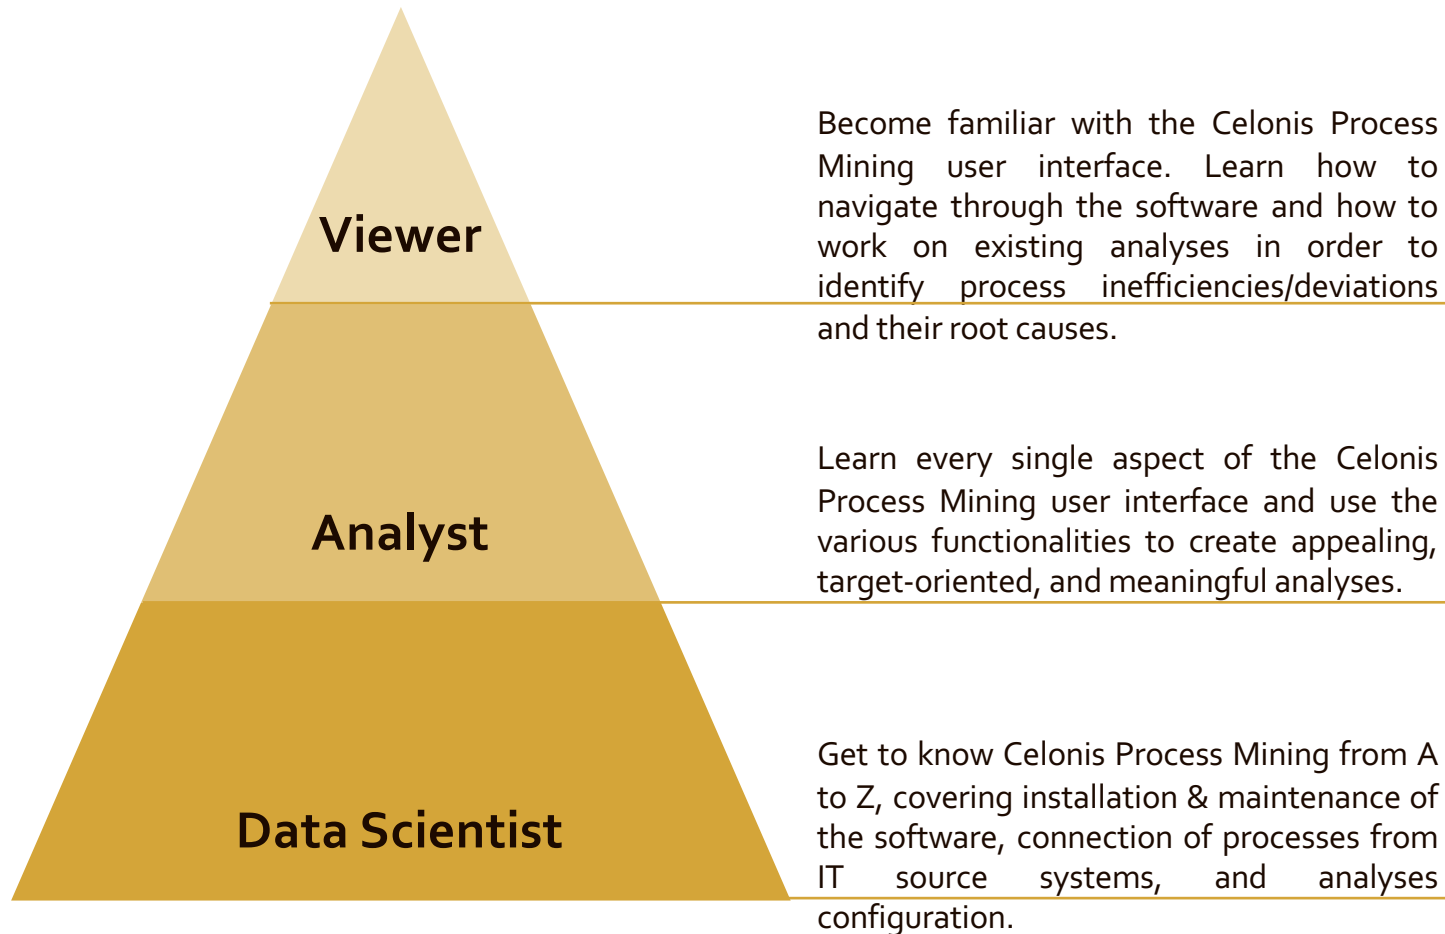 Viewer
Become familiar with the Celonis Process
Mining user interface. Learn how to
navigate through the software and how to
work on existing analyses in order to
identify process inefficiencies/deviations
and their root causes.
Analyst
Learn every single aspect of the Celonis
Process Mining user interface and use the
various functionalities to create appealing,
target-oriented, and meaningful analyses.
Data Scientist
Get to know Celonis Process Mining from A
to Z, covering installation & maintenance of
the software, connection of processes from
IT source systems, and analyses
configuration.